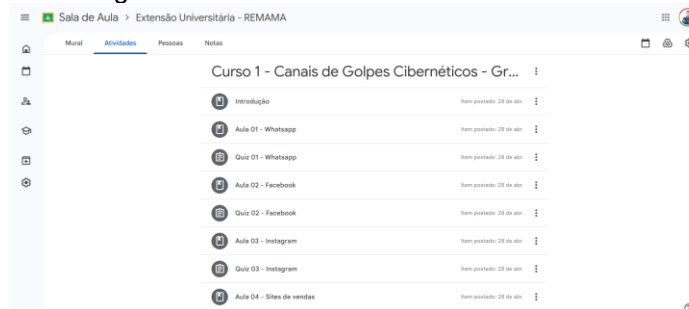 Sala de Aula > Extensão Universitária - REMAMA
Mural Atividades Pessoas Notas
Curso 1 - Canais de Golpes Cibernéticos - Gr...
Introdução Item postado: 28 de abr.
Aula 01 - Whatsapp Item postado: 28 de abr.
Quiz 01 - Whatsapp Item postado: 28 de abr.
Aula 02 - Facebook Item postado: 28 de abr.
Quiz 02 - Facebook Item postado: 28 de abr.
Aula 03 - Instagram Item postado: 28 de abr.
Quiz 03 - Instagram Item postado: 28 de abr.
Aula 04 - Sites de vendas Item postado: 28 de abr.